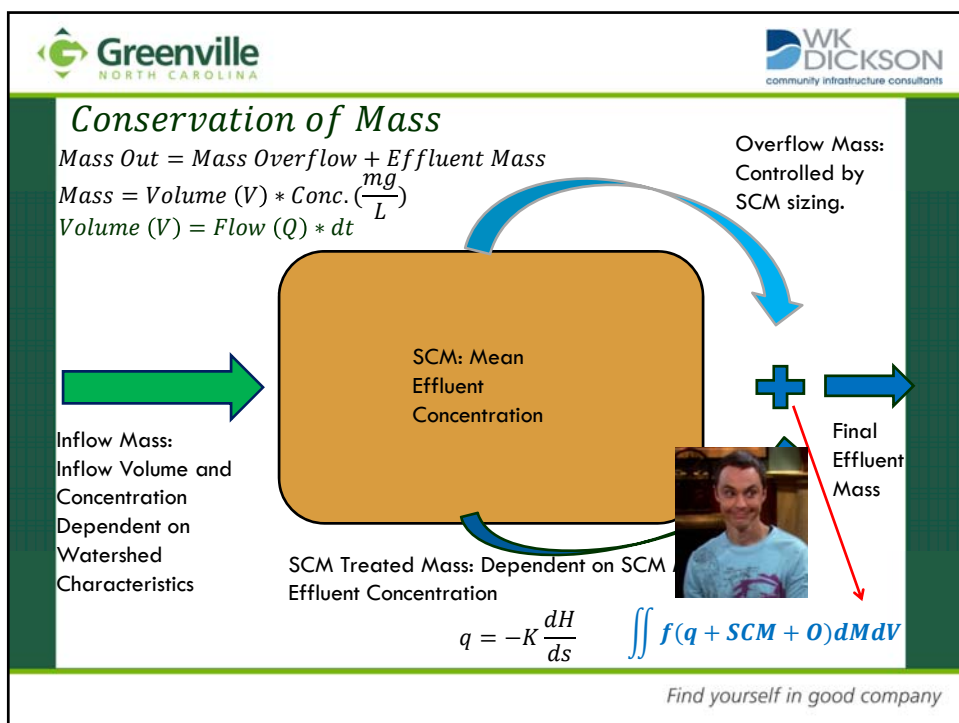 Greenville
NORTH CAROLINA
WK
DICKSON
community infrastructure consultants
Conservation of Mass
Mass Out = Mass Overflow + Effluent Mass
Mass = Volume (V) * Conc. (mg/L)
Volume (V) = Flow (Q) * dt
Overflow Mass:
Controlled by
SCM sizing.
SCM: Mean
Effluent
Concentration
Inflow Mass:
Inflow Volume and
Concentration
Dependent on
Watershed
Characteristics
Final
Effluent
Mass
SCM Treated Mass: Dependent on SCM
Effluent Concentration
q = −K dH/ds
∬ f(q + SCM + O)dMdV
Find yourself in good company